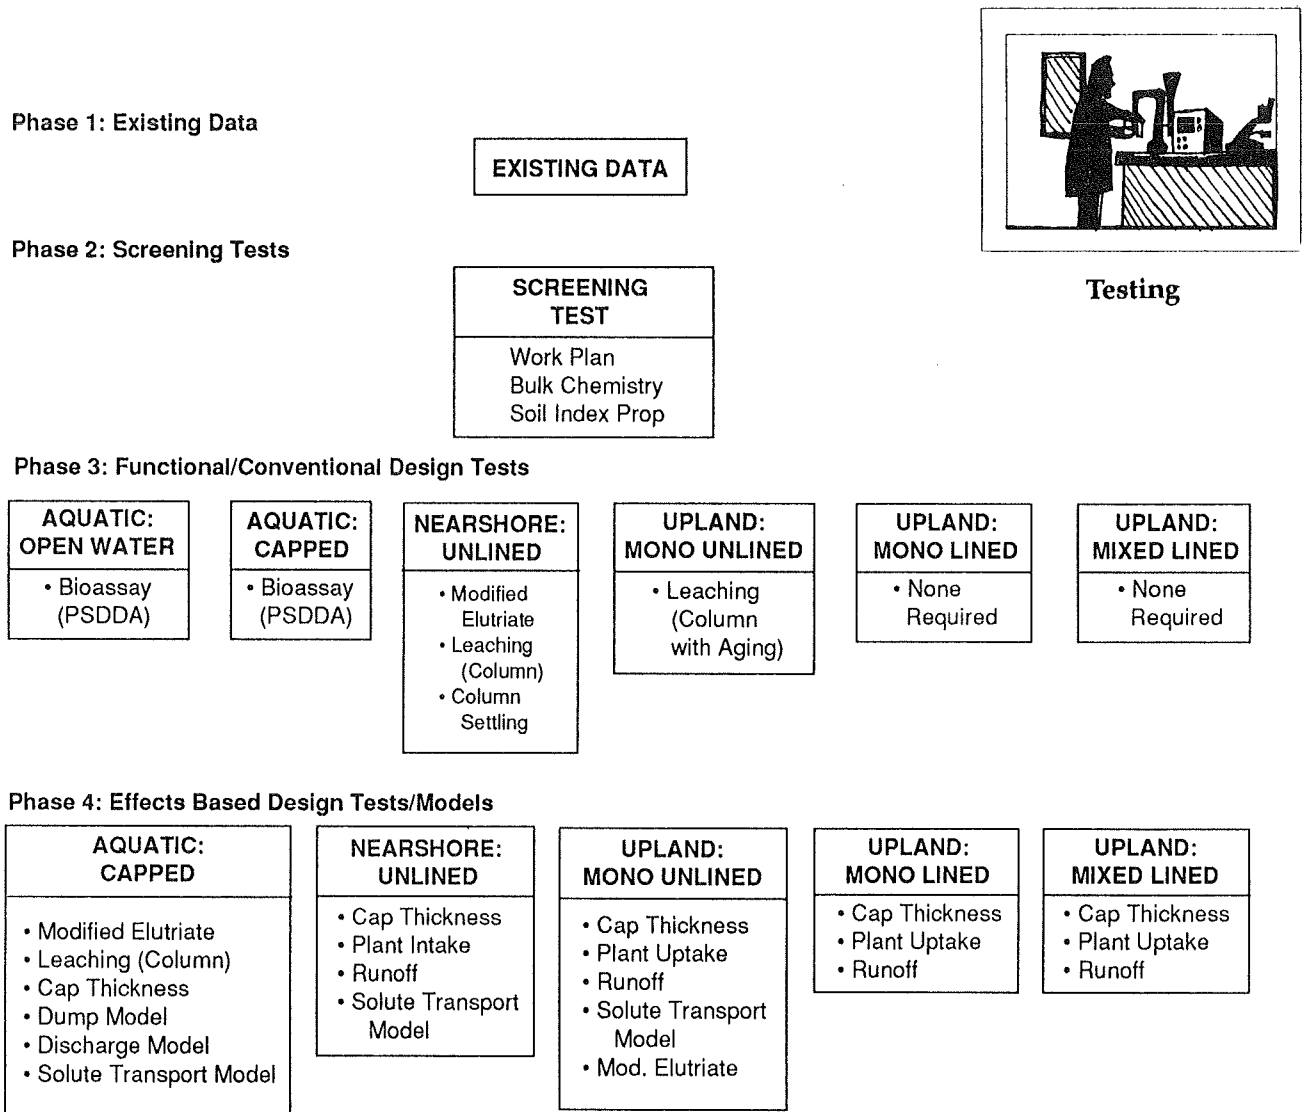 Phase 1: Existing Data
EXISTING DATA
Testing
Phase 2: Screening Tests
SCREENING
TEST
Work Plan
Bulk Chemistry
Soil Index Prop
Phase 3: Functional/Conventional Design Tests
AQUATIC:
OPEN WATER
• Bioassay
(PSDDA)
AQUATIC:
CAPPED
• Bioassay
(PSDDA)
NEARSHORE:
UNLINED
• Modified
Elutriate
• Leaching
(Column)
• Column
Settling
UPLAND:
MONO UNLINED
• Leaching
(Column
with Aging)
UPLAND:
MONO LINED
• None
Required
UPLAND:
MIXED LINED
• None
Required
Phase 4: Effects Based Design Tests/Models
AQUATIC:
CAPPED
• Modified Elutriate
• Leaching (Column)
• Cap Thickness
• Dump Model
• Discharge Model
• Solute Transport Model
NEARSHORE:
UNLINED
• Cap Thickness
• Plant Intake
• Runoff
• Solute Transport
Model
UPLAND:
MONO UNLINED
• Cap Thickness
• Plant Uptake
• Runoff
• Solute Transport
Model
• Mod. Elutriate
UPLAND:
MONO LINED
• Cap Thickness
• Plant Uptake
• Runoff
UPLAND:
MIXED LINED
• Cap Thickness
• Plant Uptake
• Runoff